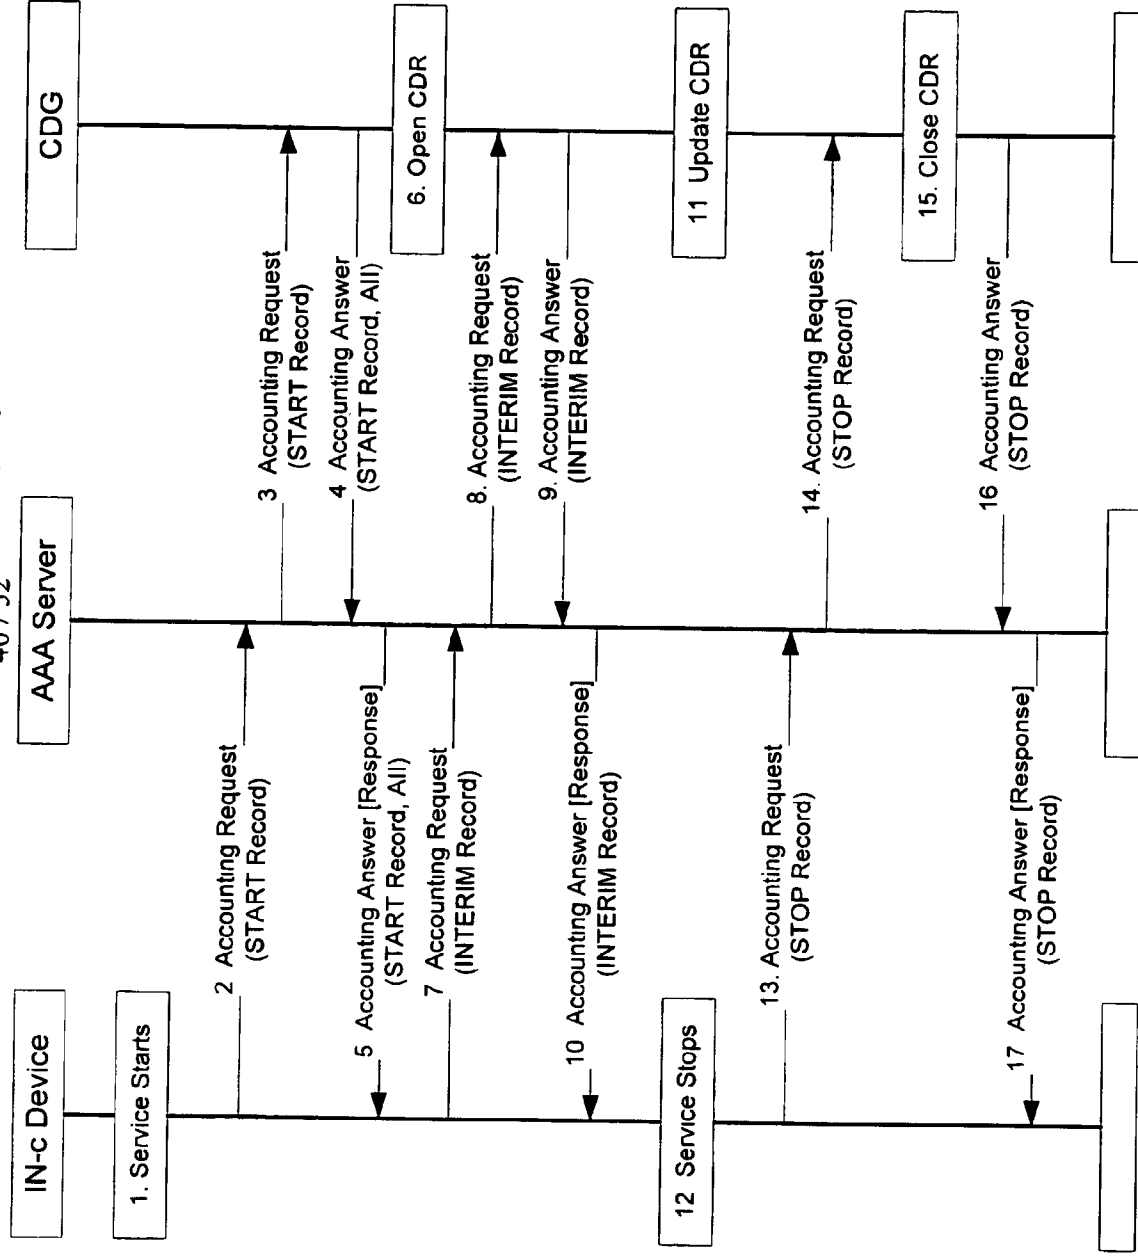 IN-c Device
AAA Server
CDG
1. Service Starts
2 Accounting Request
(START Record)
3 Accounting Request
(START Record)
4 Accounting Answer
(START Record, All)
5 Accounting Answer [Response]
(START Record, All)
6. Open CDR
7 Accounting Request
(INTERIM Record)
8. Accounting Request
(INTERIM Record)
9. Accounting Answer
(INTERIM Record)
10 Accounting Answer [Response]
(INTERIM Record)
11 Update CDR
12 Service Stops
13. Accounting Request
(STOP Record)
14. Accounting Request
(STOP Record)
15. Close CDR
16 Accounting Answer
(STOP Record)
17 Accounting Answer [Response]
(STOP Record)